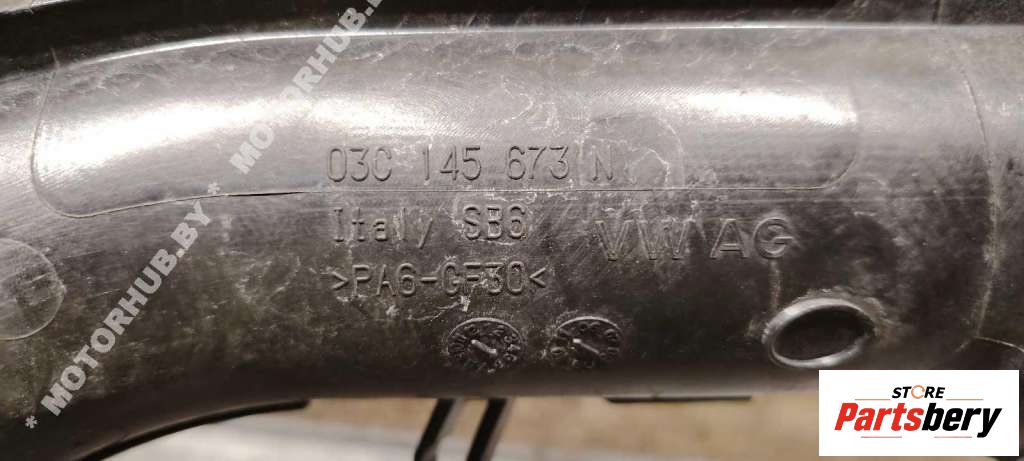 03C 145 673 N
Italy SB6
VW AG
>PA6-GF30<
* MOTORHUB.BY * MOTORHUB.BY
STORE
Partsbery